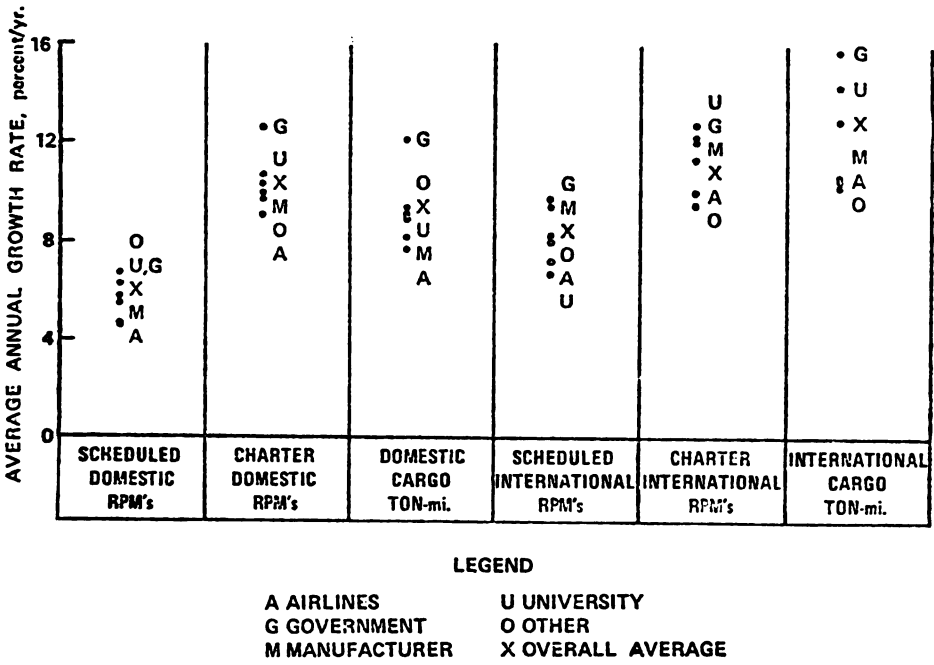 AVERAGE ANNUAL GROWTH RATE, percent/yr.
16
12
8
4
0
O
U,G
X
M
A
G
U
X
M
O
A
G
O
X
U
M
A
G
M
X
O
A
U
U
G
M
X
A
O
G
U
X
M
A
O
SCHEDULED
DOMESTIC
RPM's
CHARTER
DOMESTIC
RPM's
DOMESTIC
CARGO
TON-mi.
SCHEDULED
INTERNATIONAL
RPM's
CHARTER
INTERNATIONAL
RPM's
INTERNATIONAL
CARGO
TON-mi.
LEGEND
A AIRLINES
G GOVERNMENT
M MANUFACTURER
U UNIVERSITY
O OTHER
X OVERALL AVERAGE